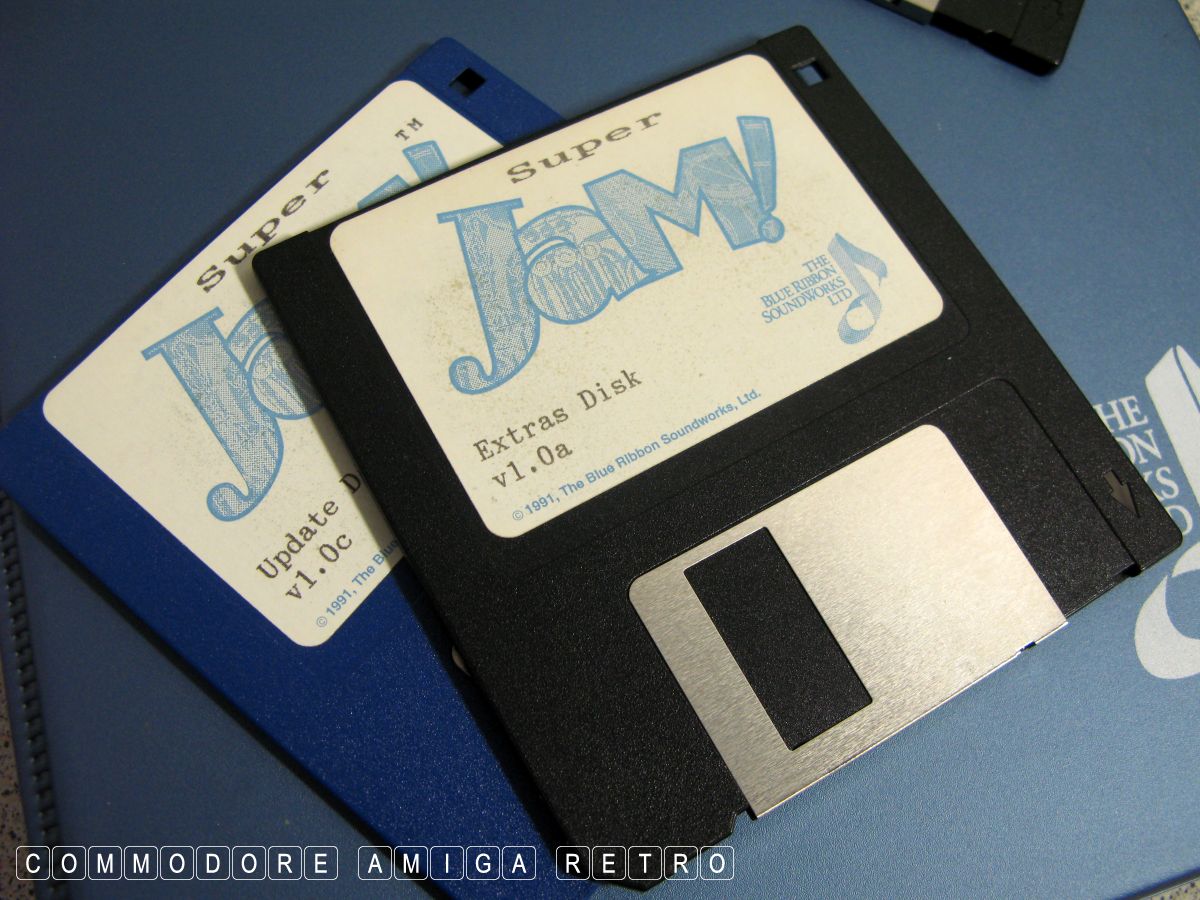 Super
JAM!
THE
BLUE RIBBON
SOUNDWORKS
LTD
Extras Disk
v1.0a
© 1991, The Blue Ribbon Soundworks, Ltd.
Super
TM
Update
v1.0c
© 1991, The Blue
COMMODORE AMIGA RETRO